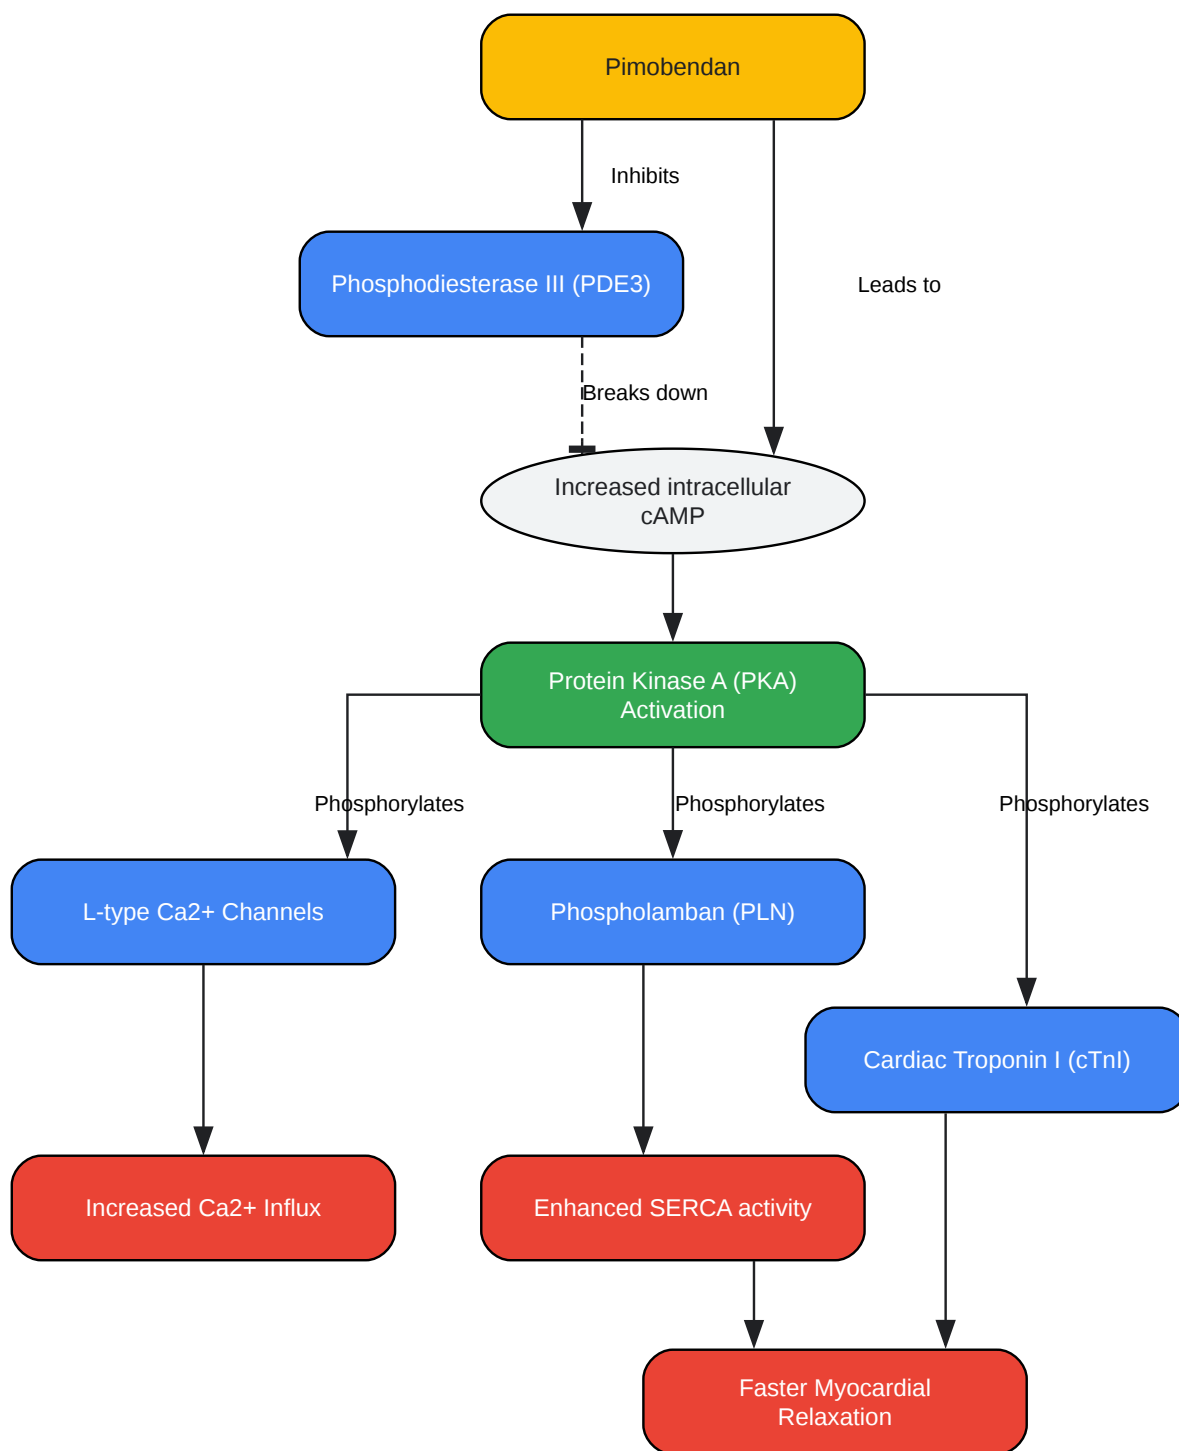 Pimobendan
Inhibits
Phosphodiesterase III (PDE3)
Leads to
Breaks down
Increased intracellular
cAMP
Protein Kinase A (PKA)
Activation
Phosphorylates
Phosphorylates
Phosphorylates
L-type Ca2+ Channels
Phospholamban (PLN)
Cardiac Troponin I (cTnI)
Increased Ca2+ Influx
Enhanced SERCA activity
Faster Myocardial
Relaxation